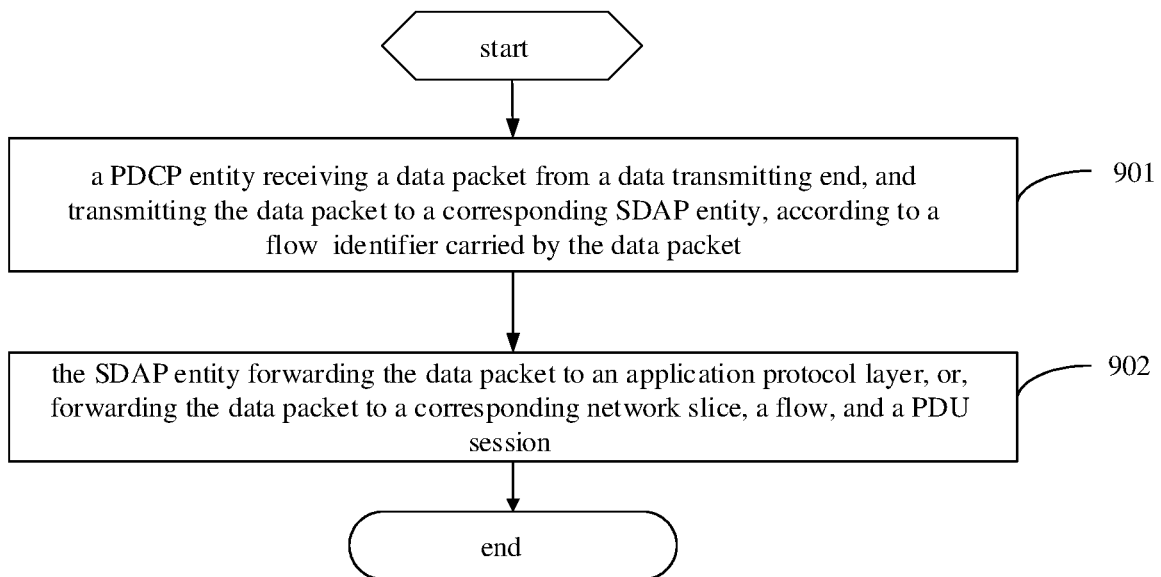 start
a PDCP entity receiving a data packet from a data transmitting end, and
transmitting the data packet to a corresponding SDAP entity, according to a
flow identifier carried by the data packet
901
the SDAP entity forwarding the data packet to an application protocol layer, or,
forwarding the data packet to a corresponding network slice, a flow, and a PDU
session
902
end